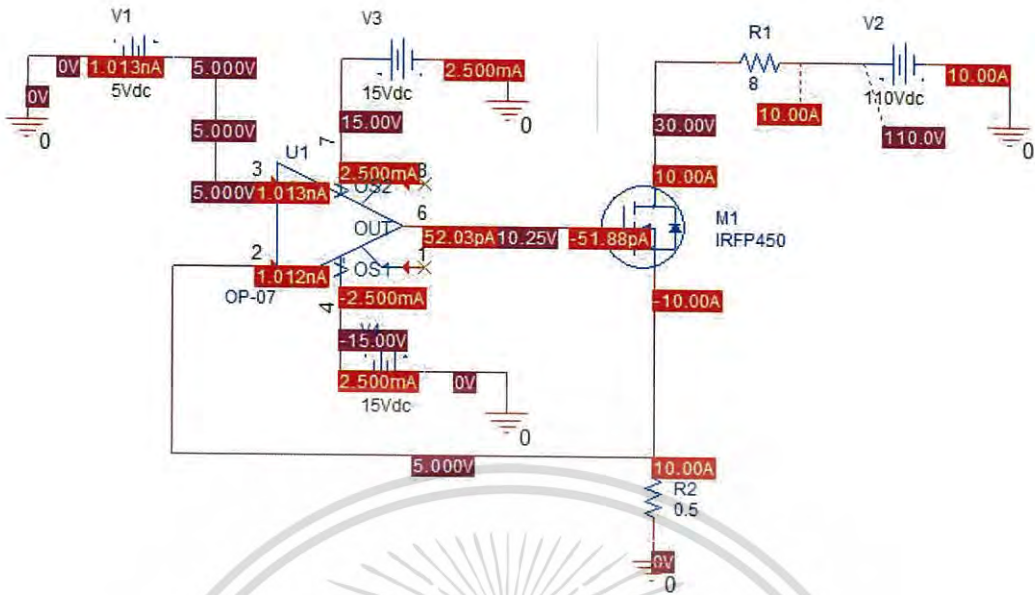 V1
0V
1.013nA
5.000V
5Vdc
0V
0
5.000V
3
5.000V
1.013nA
U1
V3
2.500mA
15Vdc
0
15.00V
7
2.500mA
8
OS2
OUT
6
52.03pA
10.25V
-51.88pA
1
OS1
2
1.012nA
OP-07
4
-2.500mA
-15.00V
V4
2.500mA
0V
15Vdc
0
5.000V
R1
8
10.00A
V2
10.00A
110Vdc
110.0V
0
30.00V
10.00A
M1
IRFP450
-10.00A
10.00A
R2
0.5
0V
0